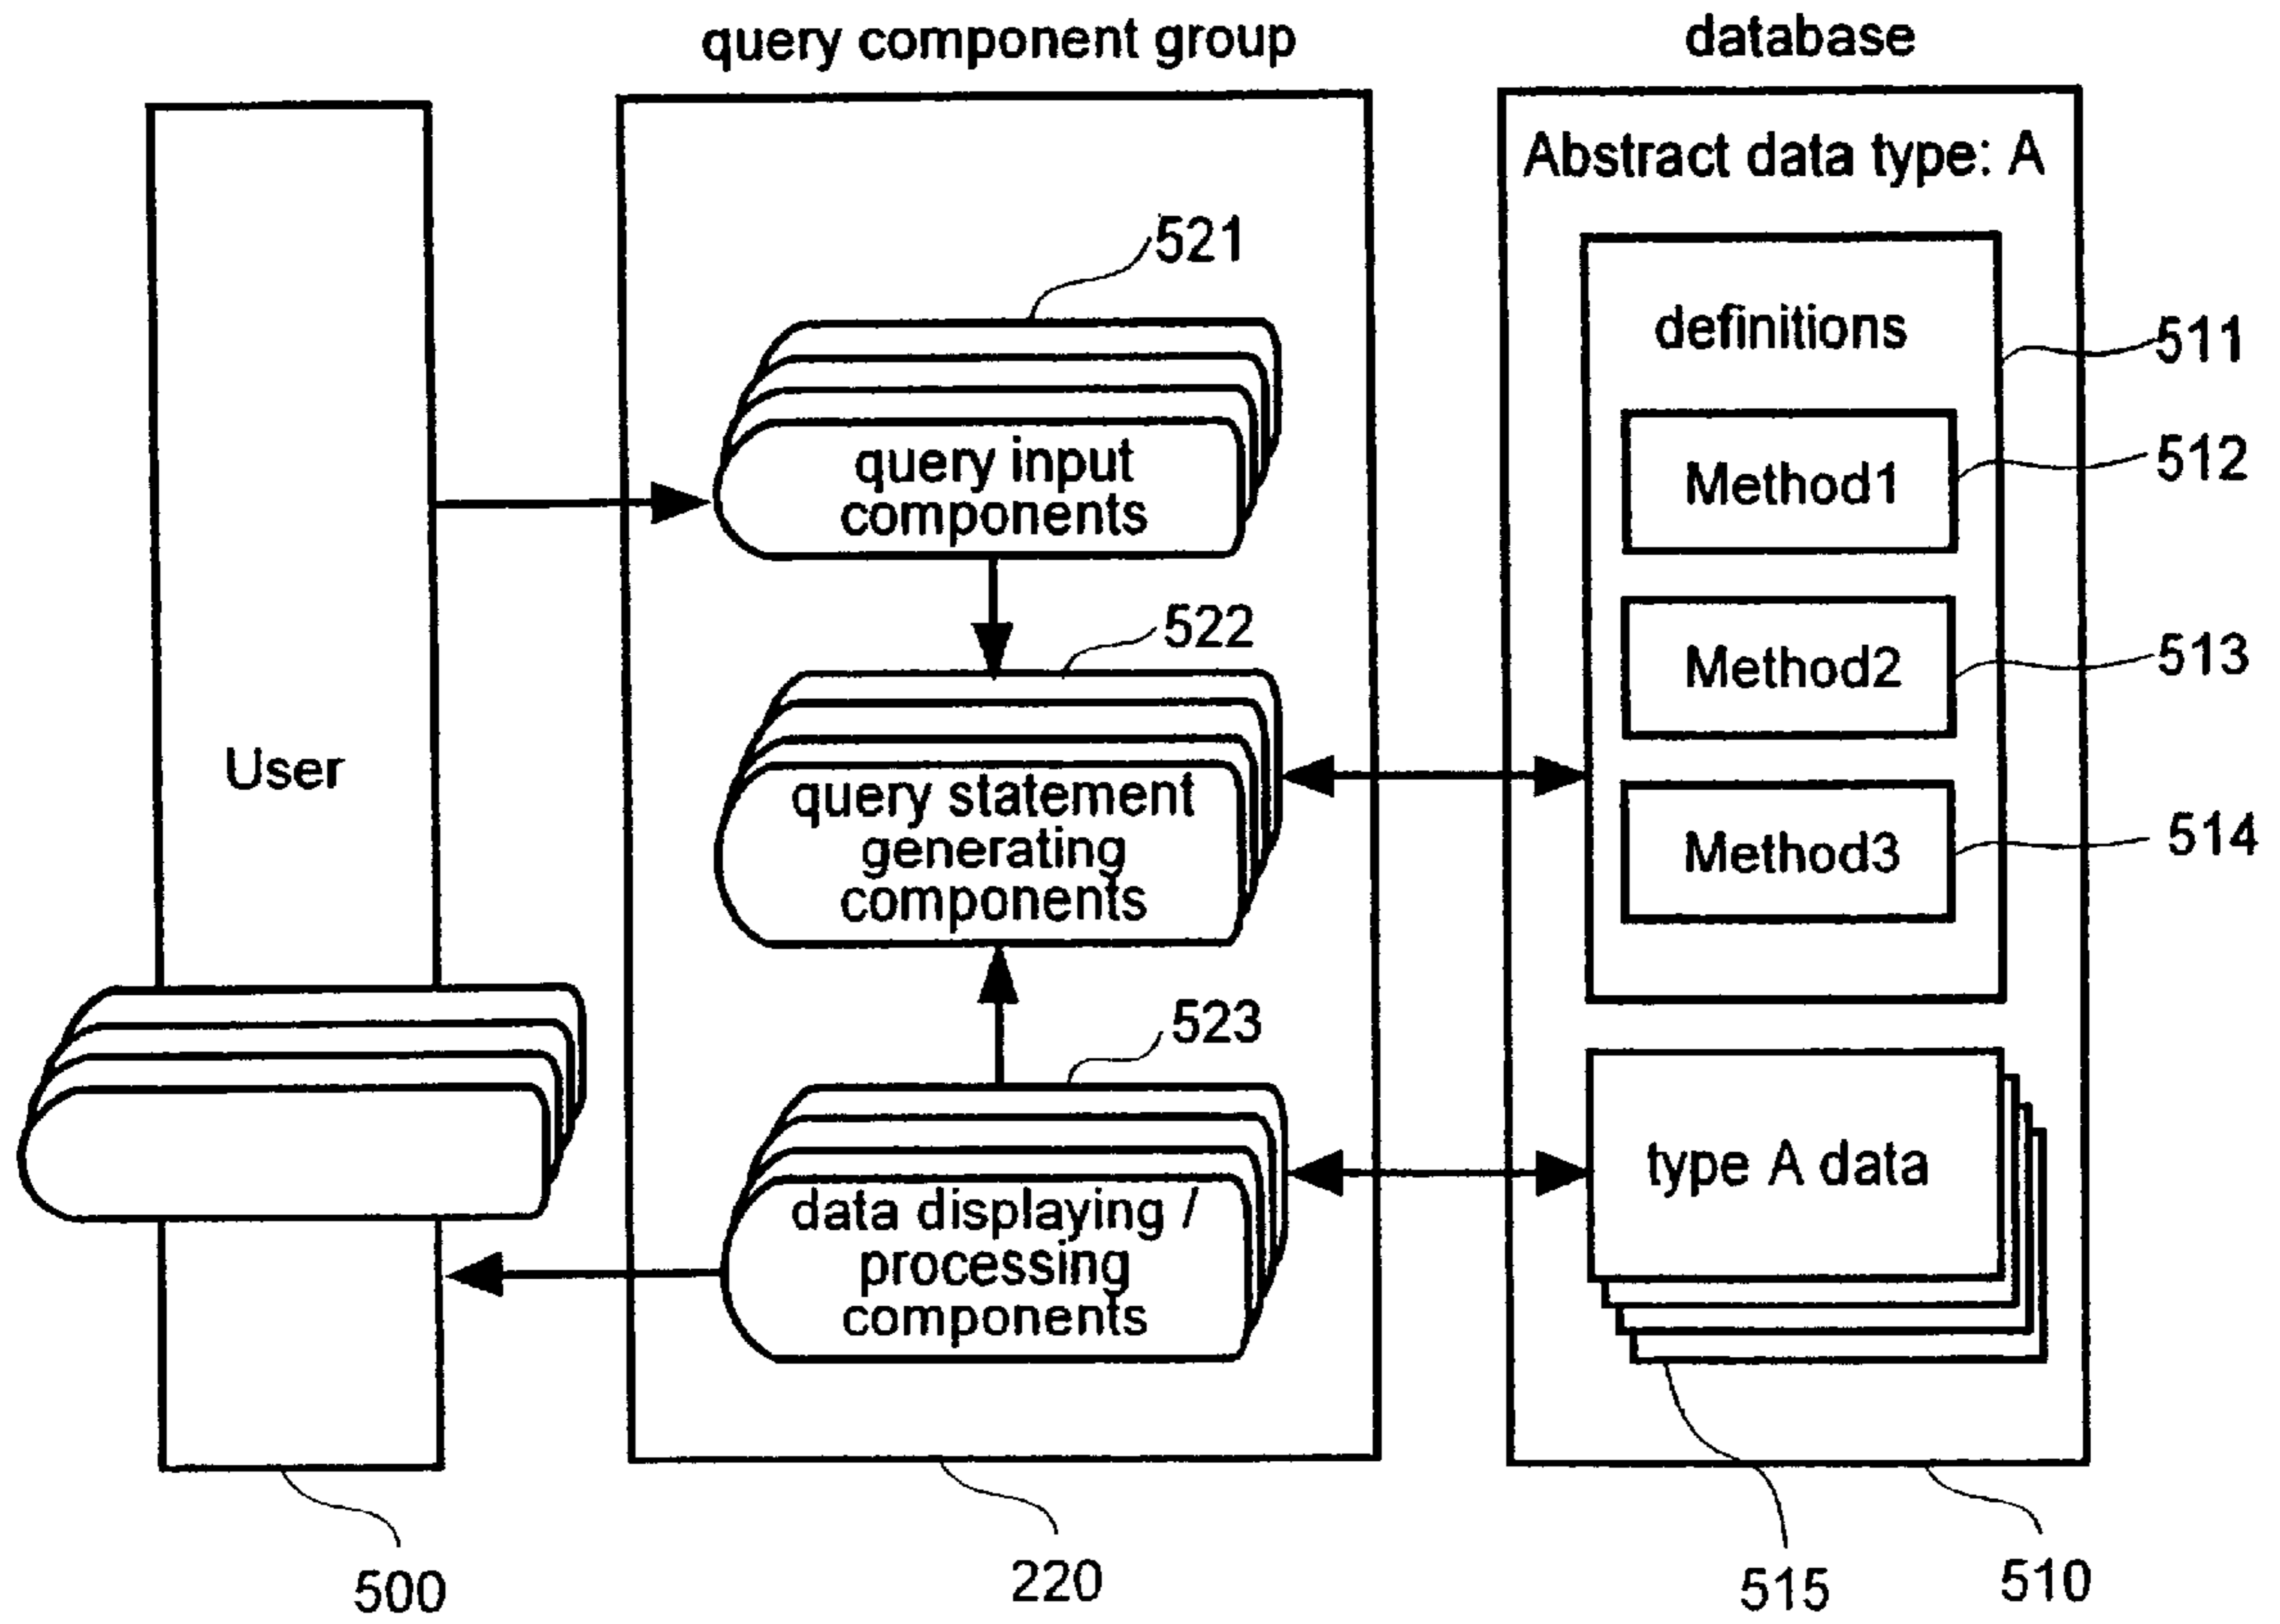 query component group
database
Abstract data type: A
521
definitions
511
query input
components
Method1
512
522
Method2
513
User
query statement
generating
components
Method3
514
523
type A data
data displaying /
processing
components
500
220
515
510